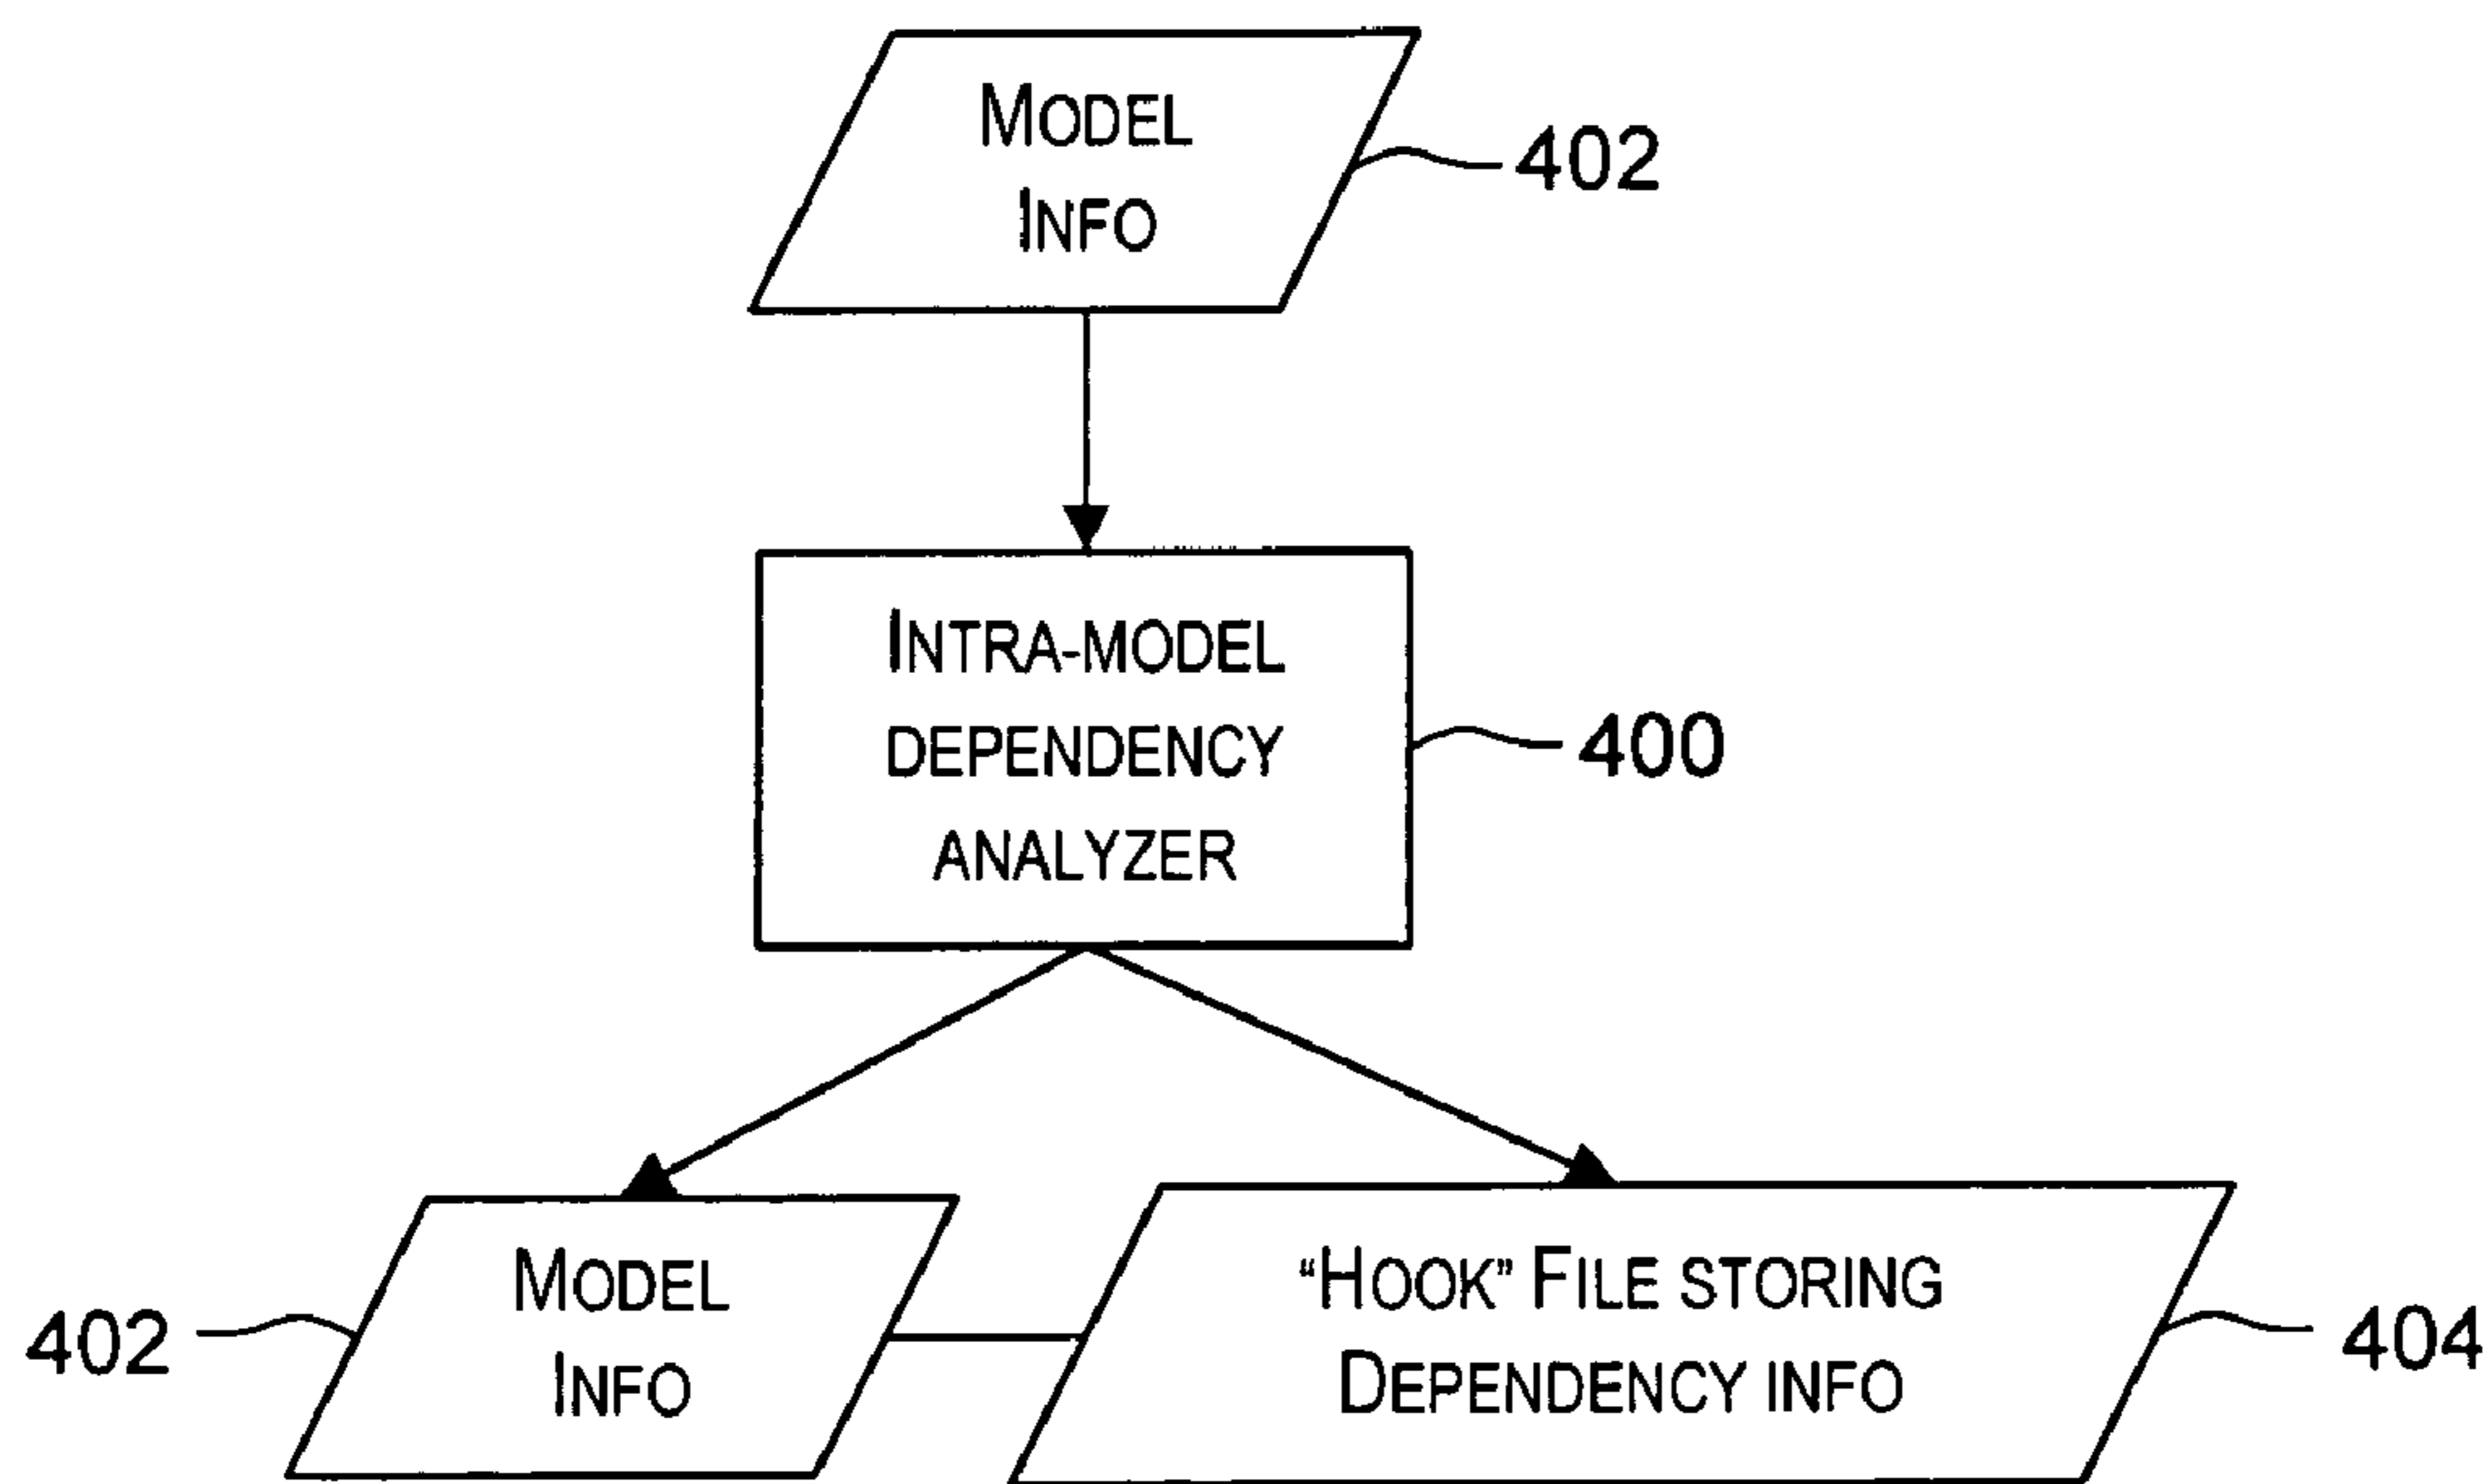 MODEL
INFO
402
INTRA-MODEL
DEPENDENCY
ANALYZER
400
MODEL
INFO
402
“HOOK” FILE STORING
DEPENDENCY INFO
404